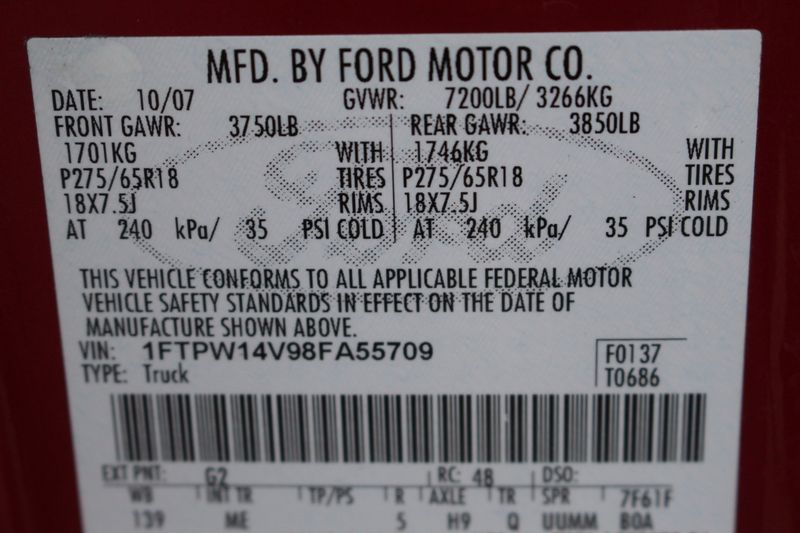 MFD. BY FORD MOTOR CO.
DATE: 10/07 GVWR: 7200LB/ 3266KG
FRONT GAWR: 3750LB REAR GAWR: 3850LB
1701KG WITH 1746KG WITH
P275/65R18 TIRES P275/65R18 TIRES
18X7.5J RIMS 18X7.5J RIMS
AT 240 kPa/ 35 PSI COLD AT 240 kPa/ 35 PSI COLD
Ford
THIS VEHICLE CONFORMS TO ALL APPLICABLE FEDERAL MOTOR
VEHICLE SAFETY STANDARDS IN EFFECT ON THE DATE OF
MANUFACTURE SHOWN ABOVE.
VIN: 1FTPW14V98FA55709 F0137
TYPE: Truck T0686
EXT PNT: G2 RC: 48 DSO:
WB INT TR TP/PS R AXLE TR SPR 7F61F
139 ME 5 H9 Q UUMM BOA